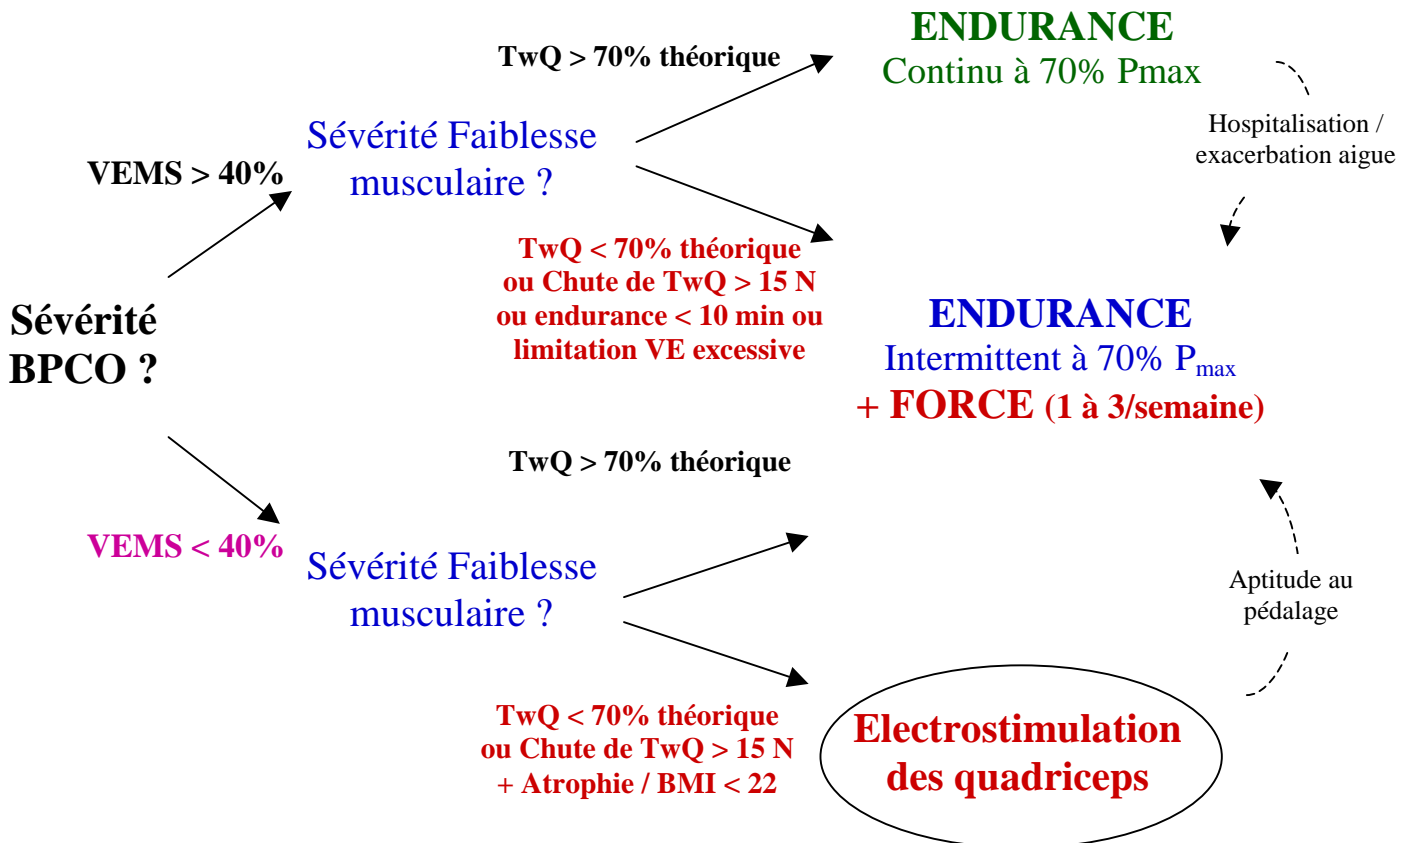 Sévérité
BPCO ?
VEMS > 40%
Sévérité Faiblesse
musculaire ?
TwQ > 70% théorique
ENDURANCE
Continu à 70% Pmax
Hospitalisation /
exacerbation aigue
TwQ < 70% théorique
ou Chute de TwQ > 15 N
ou endurance < 10 min ou
limitation VE excessive
ENDURANCE
Intermittent à 70% Pmax
+ FORCE (1 à 3/semaine)
VEMS < 40%
Sévérité Faiblesse
musculaire ?
TwQ > 70% théorique
Aptitude au
pédalage
TwQ < 70% théorique
ou Chute de TwQ > 15 N
+ Atrophie / BMI < 22
Electrostimulation
des quadriceps